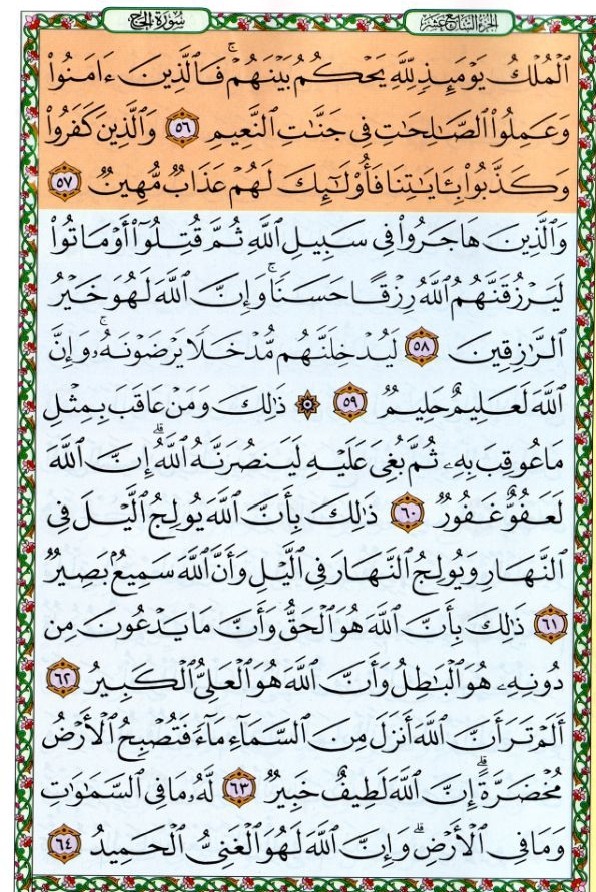 سُورَةُ الحَجِّ
الجزء السابع عشر
ٱلْمُلْكُ يَوْمَئِذٍ لِّلَّهِ يَحْكُمُ بَيْنَهُمْ ۚ فَٱلَّذِينَ ءَامَنُوا۟
وَعَمِلُوا۟ ٱلصَّٰلِحَٰتِ فِى جَنَّٰتِ ٱلنَّعِيمِ ٥٦ وَٱلَّذِينَ كَفَرُوا۟
وَكَذَّبُوا۟ بِـَٔايَٰتِنَا فَأُو۟لَٰٓئِكَ لَهُمْ عَذَابٌ مُّهِينٌ ٥٧
وَٱلَّذِينَ هَاجَرُوا۟ فِى سَبِيلِ ٱللَّهِ ثُمَّ قُتِلُوٓا۟ أَوْ مَاتُوا۟
لَيَرْزُقَنَّهُمُ ٱللَّهُ رِزْقًا حَسَنًا ۚ وَإِنَّ ٱللَّهَ لَهُوَ خَيْرُ
ٱلرَّٰزِقِينَ ٥٨ لَيُدْخِلَنَّهُم مُّدْخَلًا يَرْضَوْنَهُۥ ۚ وَإِنَّ
ٱللَّهَ لَعَلِيمٌ حَلِيمٌ ٥٩ ۞ ذَٰلِكَ وَمَنْ عَاقَبَ بِمِثْلِ
مَا عُوقِبَ بِهِۦ ثُمَّ بُغِىَ عَلَيْهِ لَيَنصُرَنَّهُ ٱللَّهُ ۗ إِنَّ ٱللَّهَ
لَعَفُوٌّ غَفُورٌ ٦٠ ذَٰلِكَ بِأَنَّ ٱللَّهَ يُولِجُ ٱلَّيْلَ فِى
ٱلنَّهَارِ وَيُولِجُ ٱلنَّهَارَ فِى ٱلَّيْلِ وَأَنَّ ٱللَّهَ سَمِيعٌۢ بَصِيرٌ
٦١ ذَٰلِكَ بِأَنَّ ٱللَّهَ هُوَ ٱلْحَقُّ وَأَنَّ مَا يَدْعُونَ مِن
دُونِهِۦ هُوَ ٱلْبَٰطِلُ وَأَنَّ ٱللَّهَ هُوَ ٱلْعَلِىُّ ٱلْكَبِيرُ ٦٢
أَلَمْ تَرَ أَنَّ ٱللَّهَ أَنزَلَ مِنَ ٱلسَّمَآءِ مَآءً فَتُصْبِحُ ٱلْأَرْضُ
مُخْضَرَّةً ۗ إِنَّ ٱللَّهَ لَطِيفٌ خَبِيرٌ ٦٣ لَّهُۥ مَا فِى ٱلسَّمَٰوَٰتِ
وَمَا فِى ٱلْأَرْضِ ۗ وَإِنَّ ٱللَّهَ لَهُوَ ٱلْغَنِىُّ ٱلْحَمِيدُ ٦٤